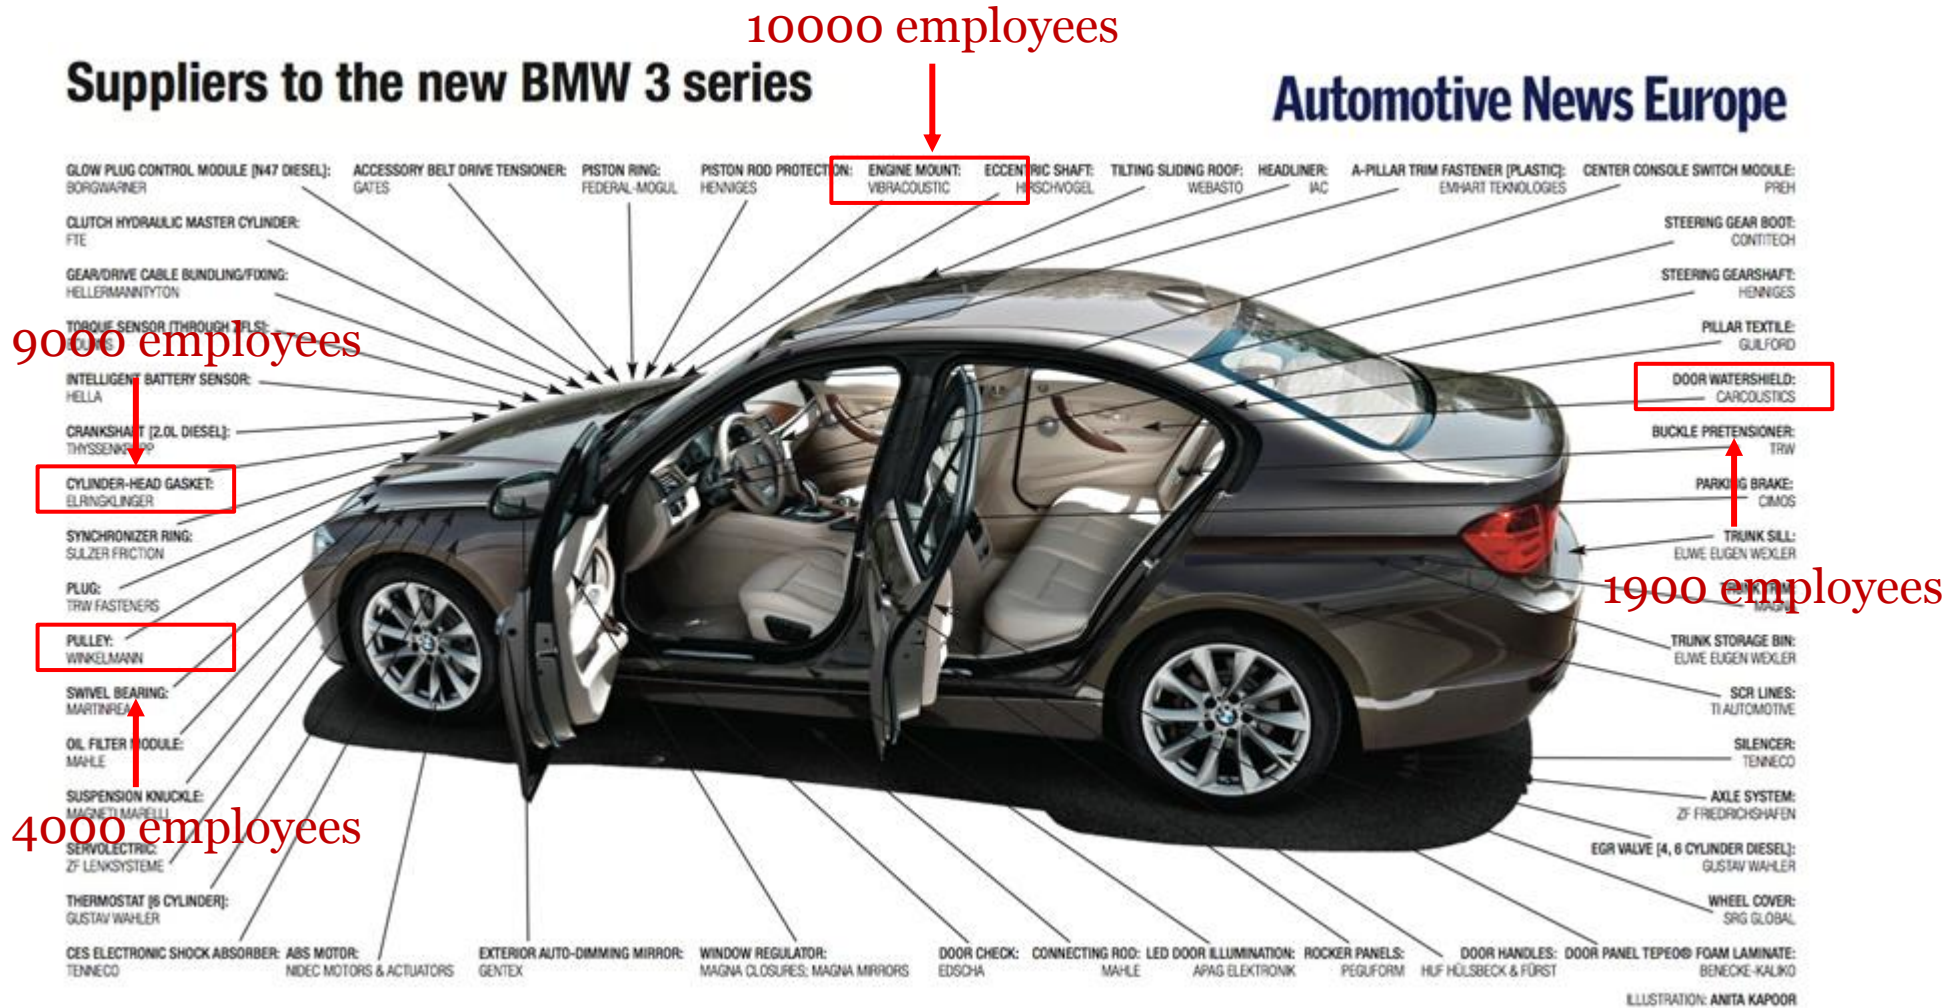 10000 employees
Suppliers to the new BMW 3 series
Automotive News Europe
GLOW PLUG CONTROL MODULE [N47 DIESEL]:
BORGWARNER
ACCESSORY BELT DRIVE TENSIONER:
GATES
PISTON RING:
FEDERAL-MOGUL
PISTON ROD PROTECTION:
HENNIGES
ENGINE MOUNT:
VIBRACOUSTIC
ECCENTRIC SHAFT:
HIRSCHVOGEL
TILTING SLIDING ROOF:
WEBASTO
HEADLINER:
IAC
A-PILLAR TRIM FASTENER [PLASTIC]:
EMHART TEKNOLOGIES
CENTER CONSOLE SWITCH MODULE:
PREH
CLUTCH HYDRAULIC MASTER CYLINDER:
FTE
GEAR/DRIVE CABLE BUNDLING/FIXING:
HELLERMANNTYTON
TORQUE SENSOR [THROUGH ZFLS]:
9000 employees
INTELLIGENT BATTERY SENSOR:
HELLA
CRANKSHAFT [2.0L DIESEL]:
THYSSENKRUPP
CYLINDER-HEAD GASKET:
ELRINGKLINGER
SYNCHRONIZER RING:
SULZER FRICTION
PLUG:
TRW FASTENERS
PULLEY:
WINKELMANN
SWIVEL BEARING:
MARTINREA
OIL FILTER MODULE:
MAHLE
SUSPENSION KNUCKLE:
MAGNETI MARELLI
4000 employees
SERVOLECTRIC:
ZF LENKSYSTEME
THERMOSTAT [6 CYLINDER]:
GUSTAV WAHLER
STEERING GEAR BOOT:
CONTITECH
STEERING GEARSHAFT:
HENNIGES
PILLAR TEXTILE:
GUILFORD
DOOR WATERSHIELD:
CARCOUSTICS
BUCKLE PRETENSIONER:
TRW
PARKING BRAKE:
CIMOS
TRUNK SILL:
EUWE EUGEN WEXLER
1900 employees
MAGNA
TRUNK STORAGE BIN:
EUWE EUGEN WEXLER
SCR LINES:
TI AUTOMOTIVE
SILENCER:
TENNECO
AXLE SYSTEM:
ZF FRIEDRICHSHAFEN
EGR VALVE [4, 6 CYLINDER DIESEL]:
GUSTAV WAHLER
WHEEL COVER:
SRG GLOBAL
CES ELECTRONIC SHOCK ABSORBER:
TENNECO
ABS MOTOR:
NIDEC MOTORS & ACTUATORS
EXTERIOR AUTO-DIMMING MIRROR:
GENTEX
WINDOW REGULATOR:
MAGNA CLOSURES; MAGNA MIRRORS
DOOR CHECK:
EDSCHA
CONNECTING ROD:
MAHLE
LED DOOR ILLUMINATION:
APAG ELEKTRONIK
ROCKER PANELS:
PEGUFORM
DOOR HANDLES:
HUF HÜLSBECK & FÜRST
DOOR PANEL TEPEO® FOAM LAMINATE:
BENECKE-KALIKO
ILLUSTRATION: ANITA KAPOOR